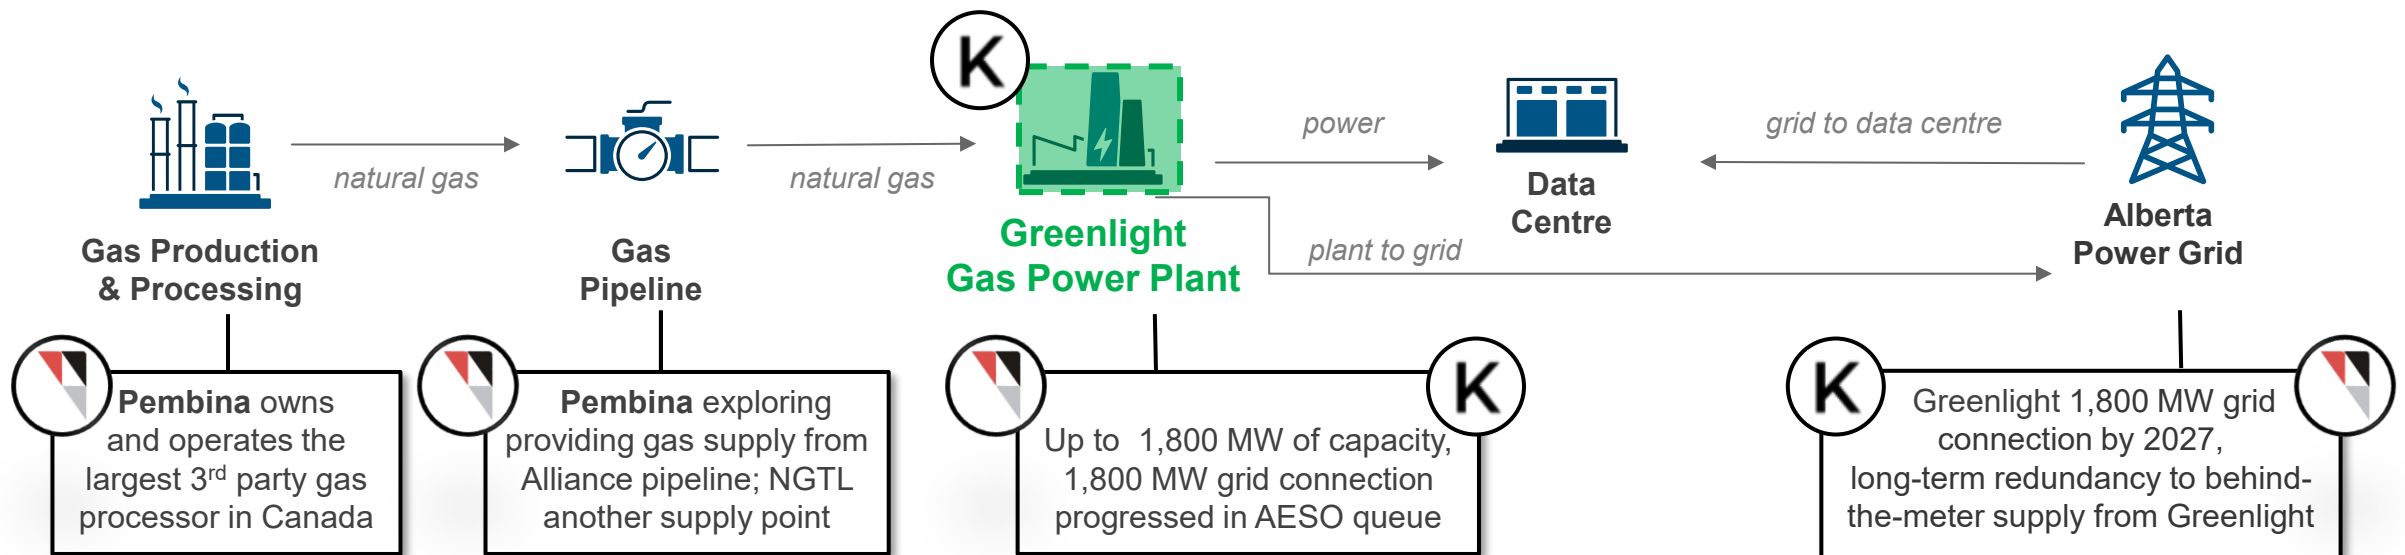 K
natural gas
natural gas
power
grid to data centre
plant to grid
Gas Production
& Processing
Gas
Pipeline
Greenlight
Gas Power Plant
Data
Centre
Alberta
Power Grid
Pembina owns
and operates the
largest 3rd party gas
processor in Canada
Pembina exploring
providing gas supply from
Alliance pipeline; NGTL
another supply point
K
Up to 1,800 MW of capacity,
1,800 MW grid connection
progressed in AESO queue
K
Greenlight 1,800 MW grid
connection by 2027,
long-term redundancy to behind-
the-meter supply from Greenlight